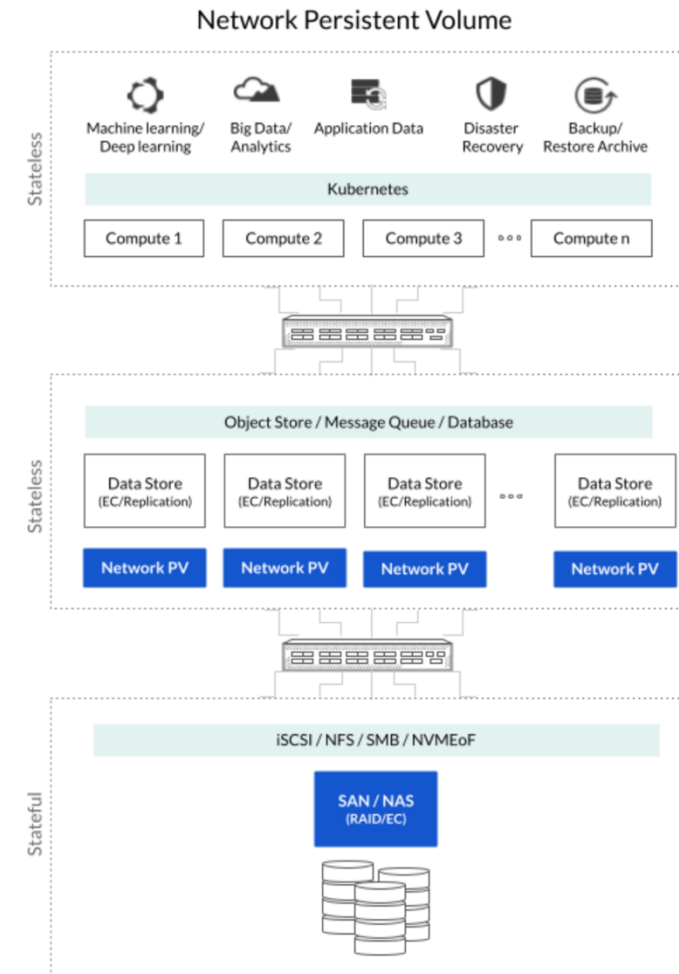 Network Persistent Volume
Stateless
Machine learning/
Deep learning
Big Data/
Analytics
Application Data
Disaster
Recovery
Backup/
Restore Archive
Kubernetes
Compute 1
Compute 2
Compute 3
Compute n
Stateless
Object Store / Message Queue / Database
Data Store
(EC/Replication)
Data Store
(EC/Replication)
Data Store
(EC/Replication)
Data Store
(EC/Replication)
Network PV
Network PV
Network PV
Network PV
Stateful
iSCSI / NFS / SMB / NVMEoF
SAN / NAS
(RAID/EC)